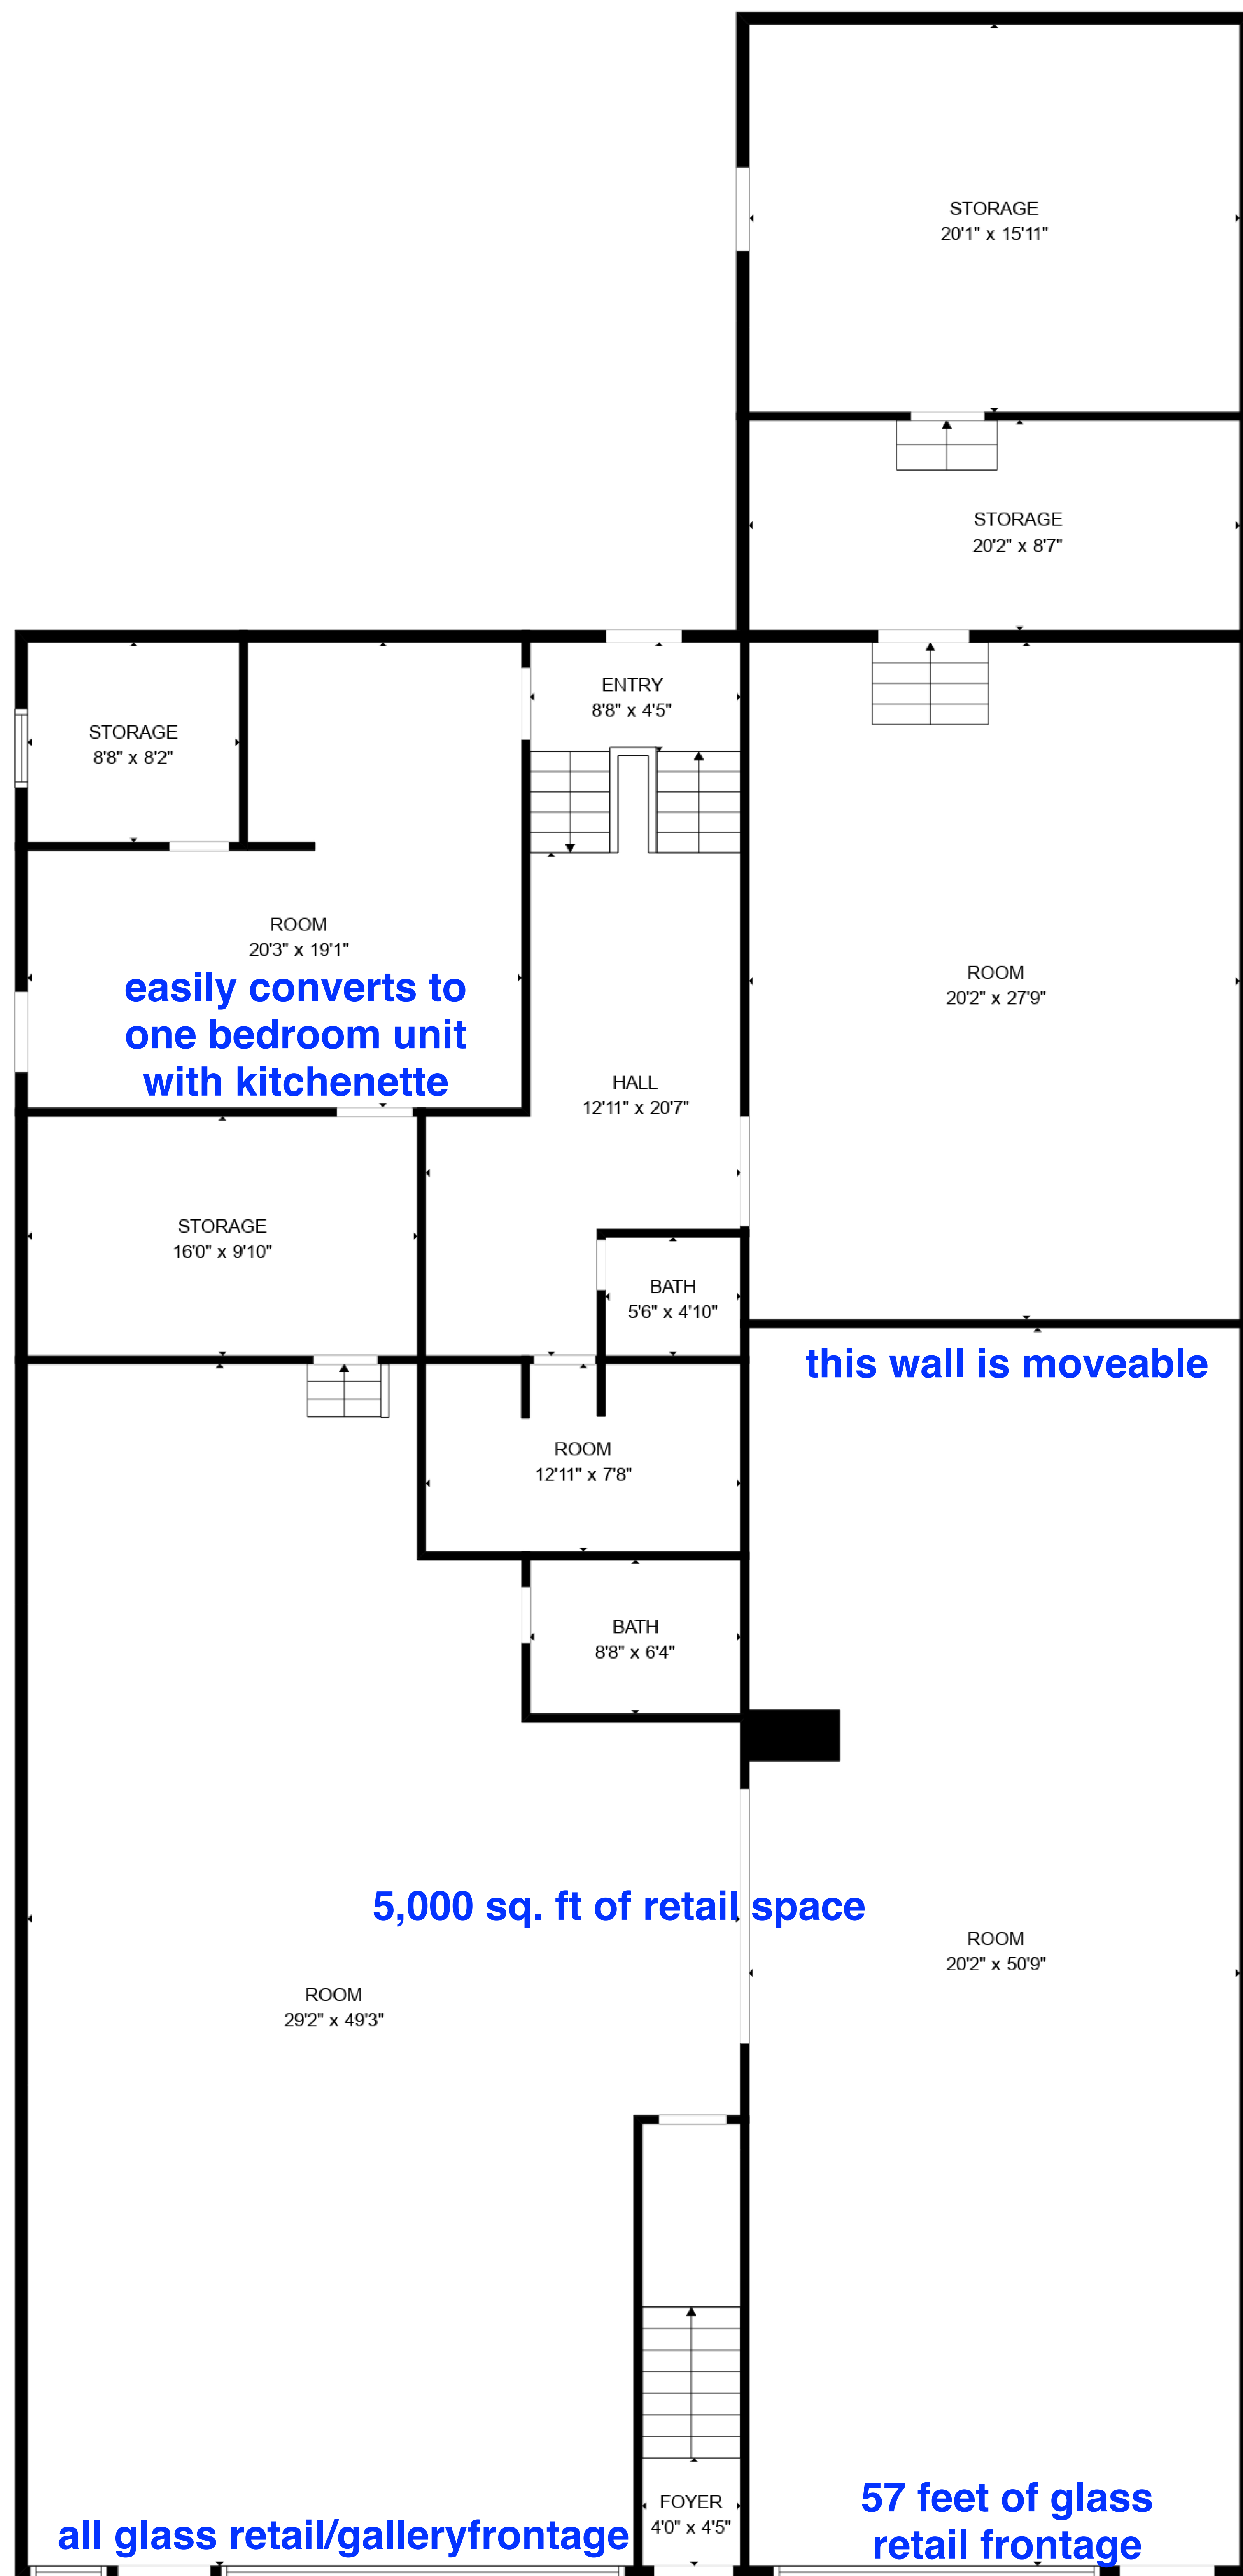 STORAGE
20'1" x 15'11"
STORAGE
20'2" x 8'7"
ENTRY
8'8" x 4'5"
STORAGE
8'8" x 8'2"
ROOM
20'3" x 19'1"
easily converts to
one bedroom unit
with kitchenette
ROOM
20'2" x 27'9"
HALL
12'11" x 20'7"
STORAGE
16'0" x 9'10"
BATH
5'6" x 4'10"
this wall is moveable
ROOM
12'11" x 7'8"
BATH
8'8" x 6'4"
5,000 sq. ft of retail space
ROOM
20'2" x 50'9"
ROOM
29'2" x 49'3"
FOYER
4'0" x 4'5"
57 feet of glass
retail frontage
all glass retail/galleryfrontage